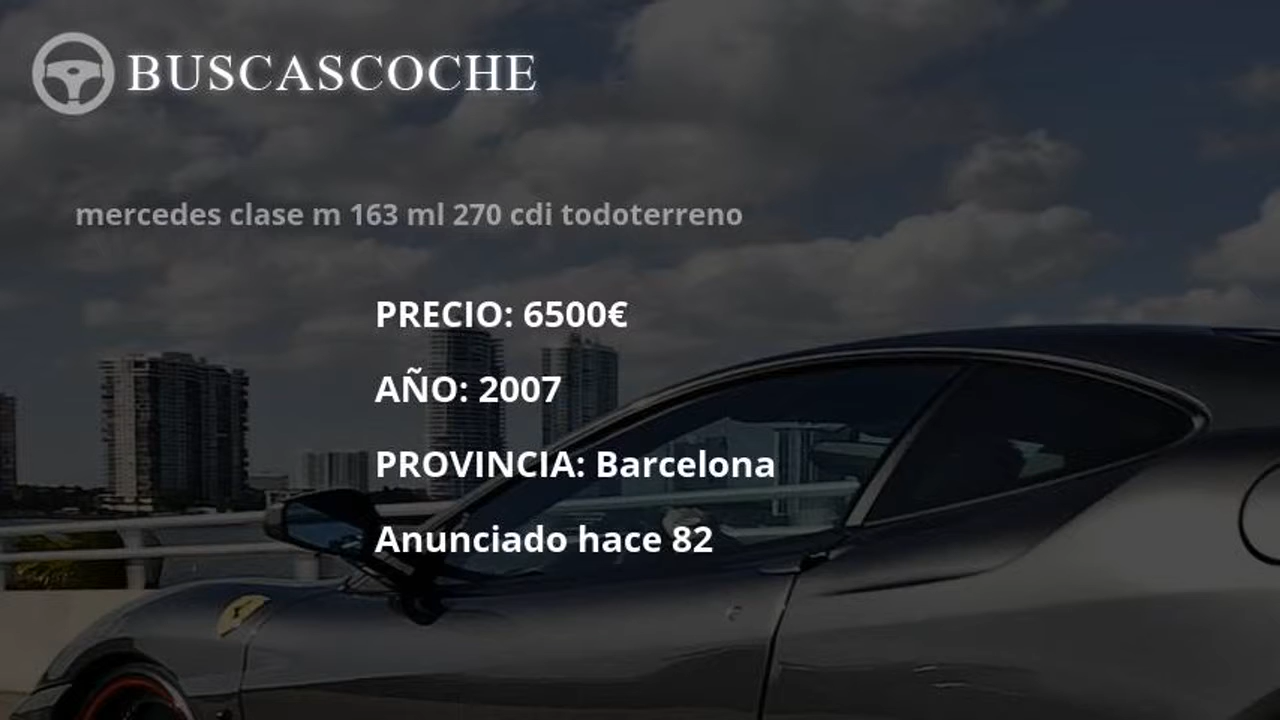 BUSCASCOCHE
mercedes clase m 163 ml 270 cdi todoterreno
PRECIO: 6500€
AÑO: 2007
PROVINCIA: Barcelona
Anunciado hace 82